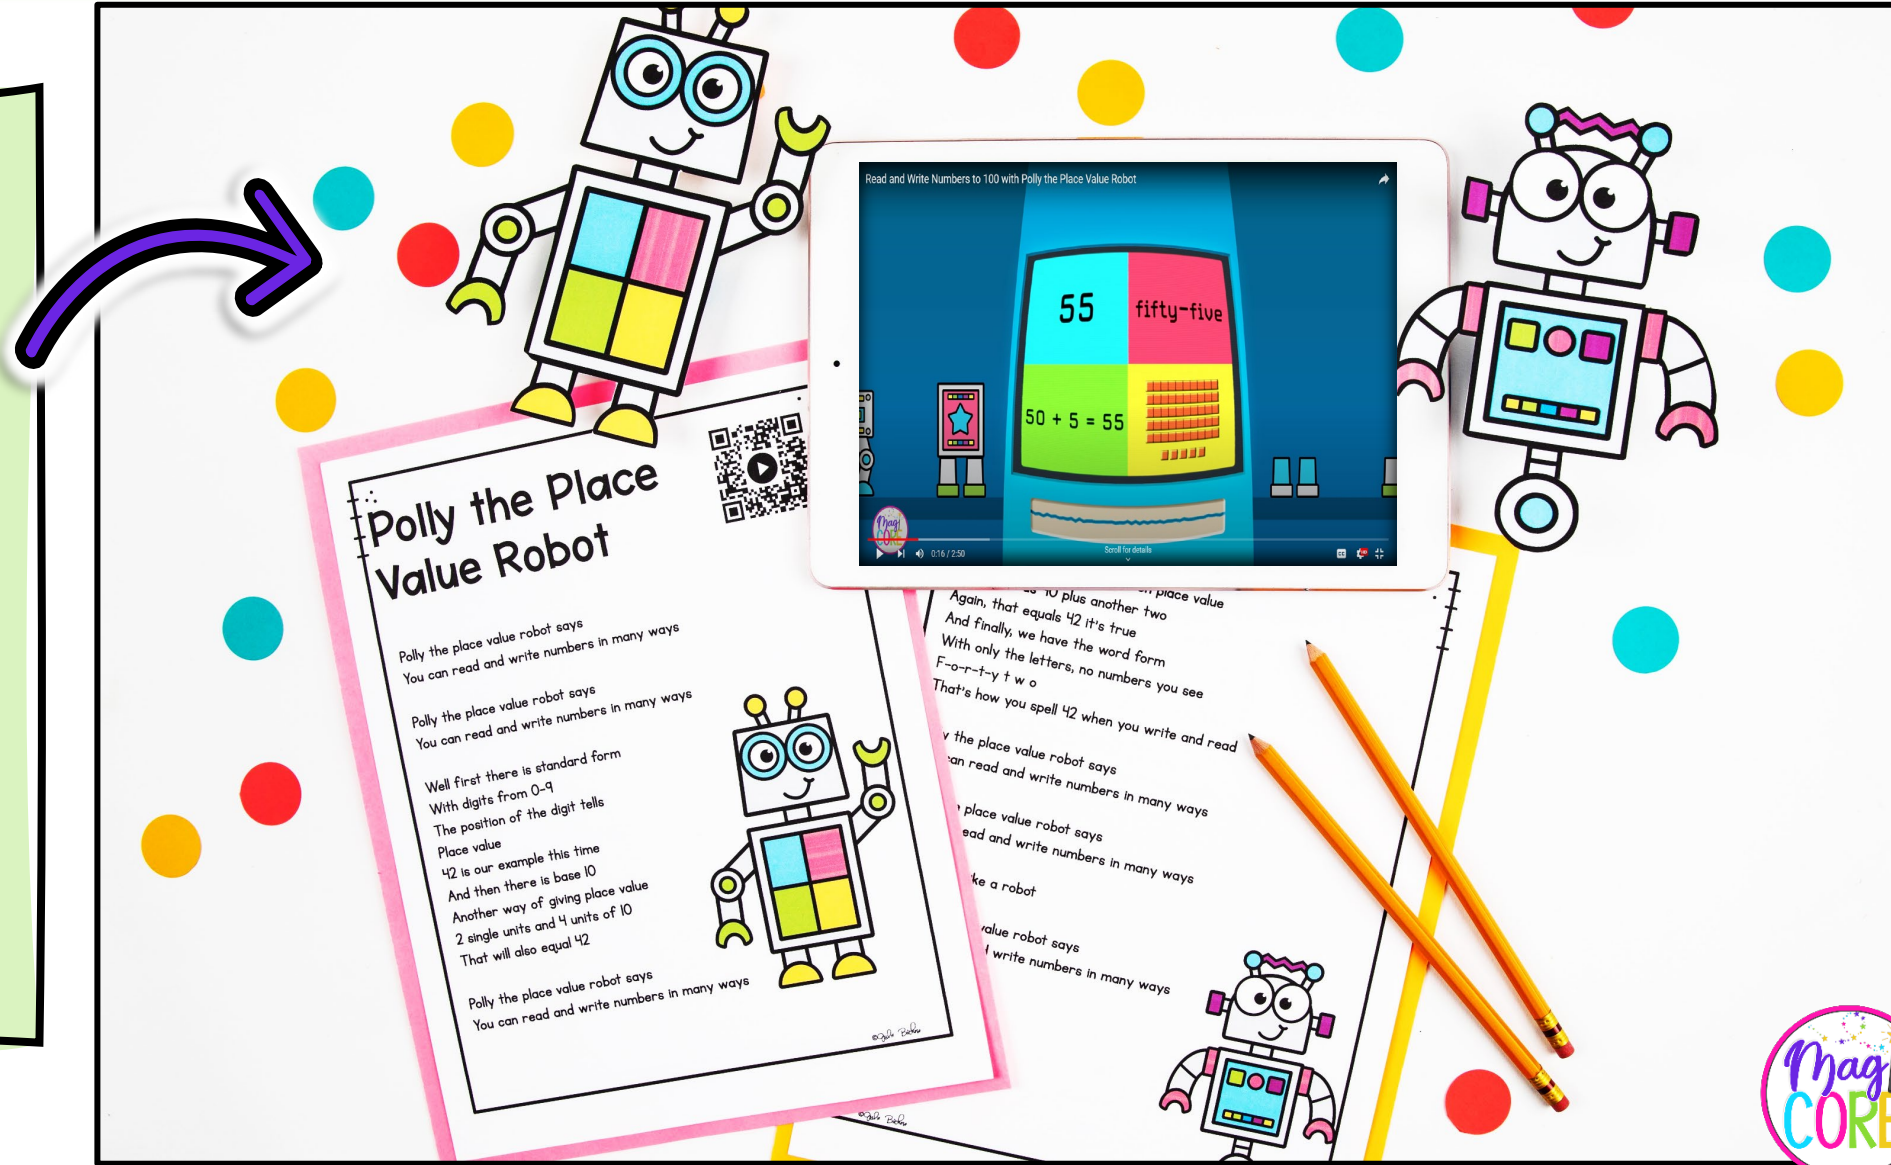 Read and Write Numbers to 100 with Polly the Place Value Robot
55
fifty-five
50 + 5 = 55
0:16 / 2:50
Scroll for details
Polly the Place
Value Robot
Polly the place value robot says
You can read and write numbers in many ways
Polly the place value robot says
You can read and write numbers in many ways
Well first there is standard form
With digits from 0-9
The position of the digit tells
Place value
42 is our example this time
And then there is base 10
Another way of giving place value
2 single units and 4 units of 10
That will also equal 42
Polly the place value robot says
You can read and write numbers in many ways
place value
10 plus another two
Again, that equals 42 it's true
And finally, we have the word form
With only the letters, no numbers you see
F-o-r-t-y t w o
That's how you spell 42 when you write and read
the place value robot says
read and write numbers in many ways
place value robot says
and write numbers in many ways
a robot
robot says
write numbers in many ways
Magi
CORE